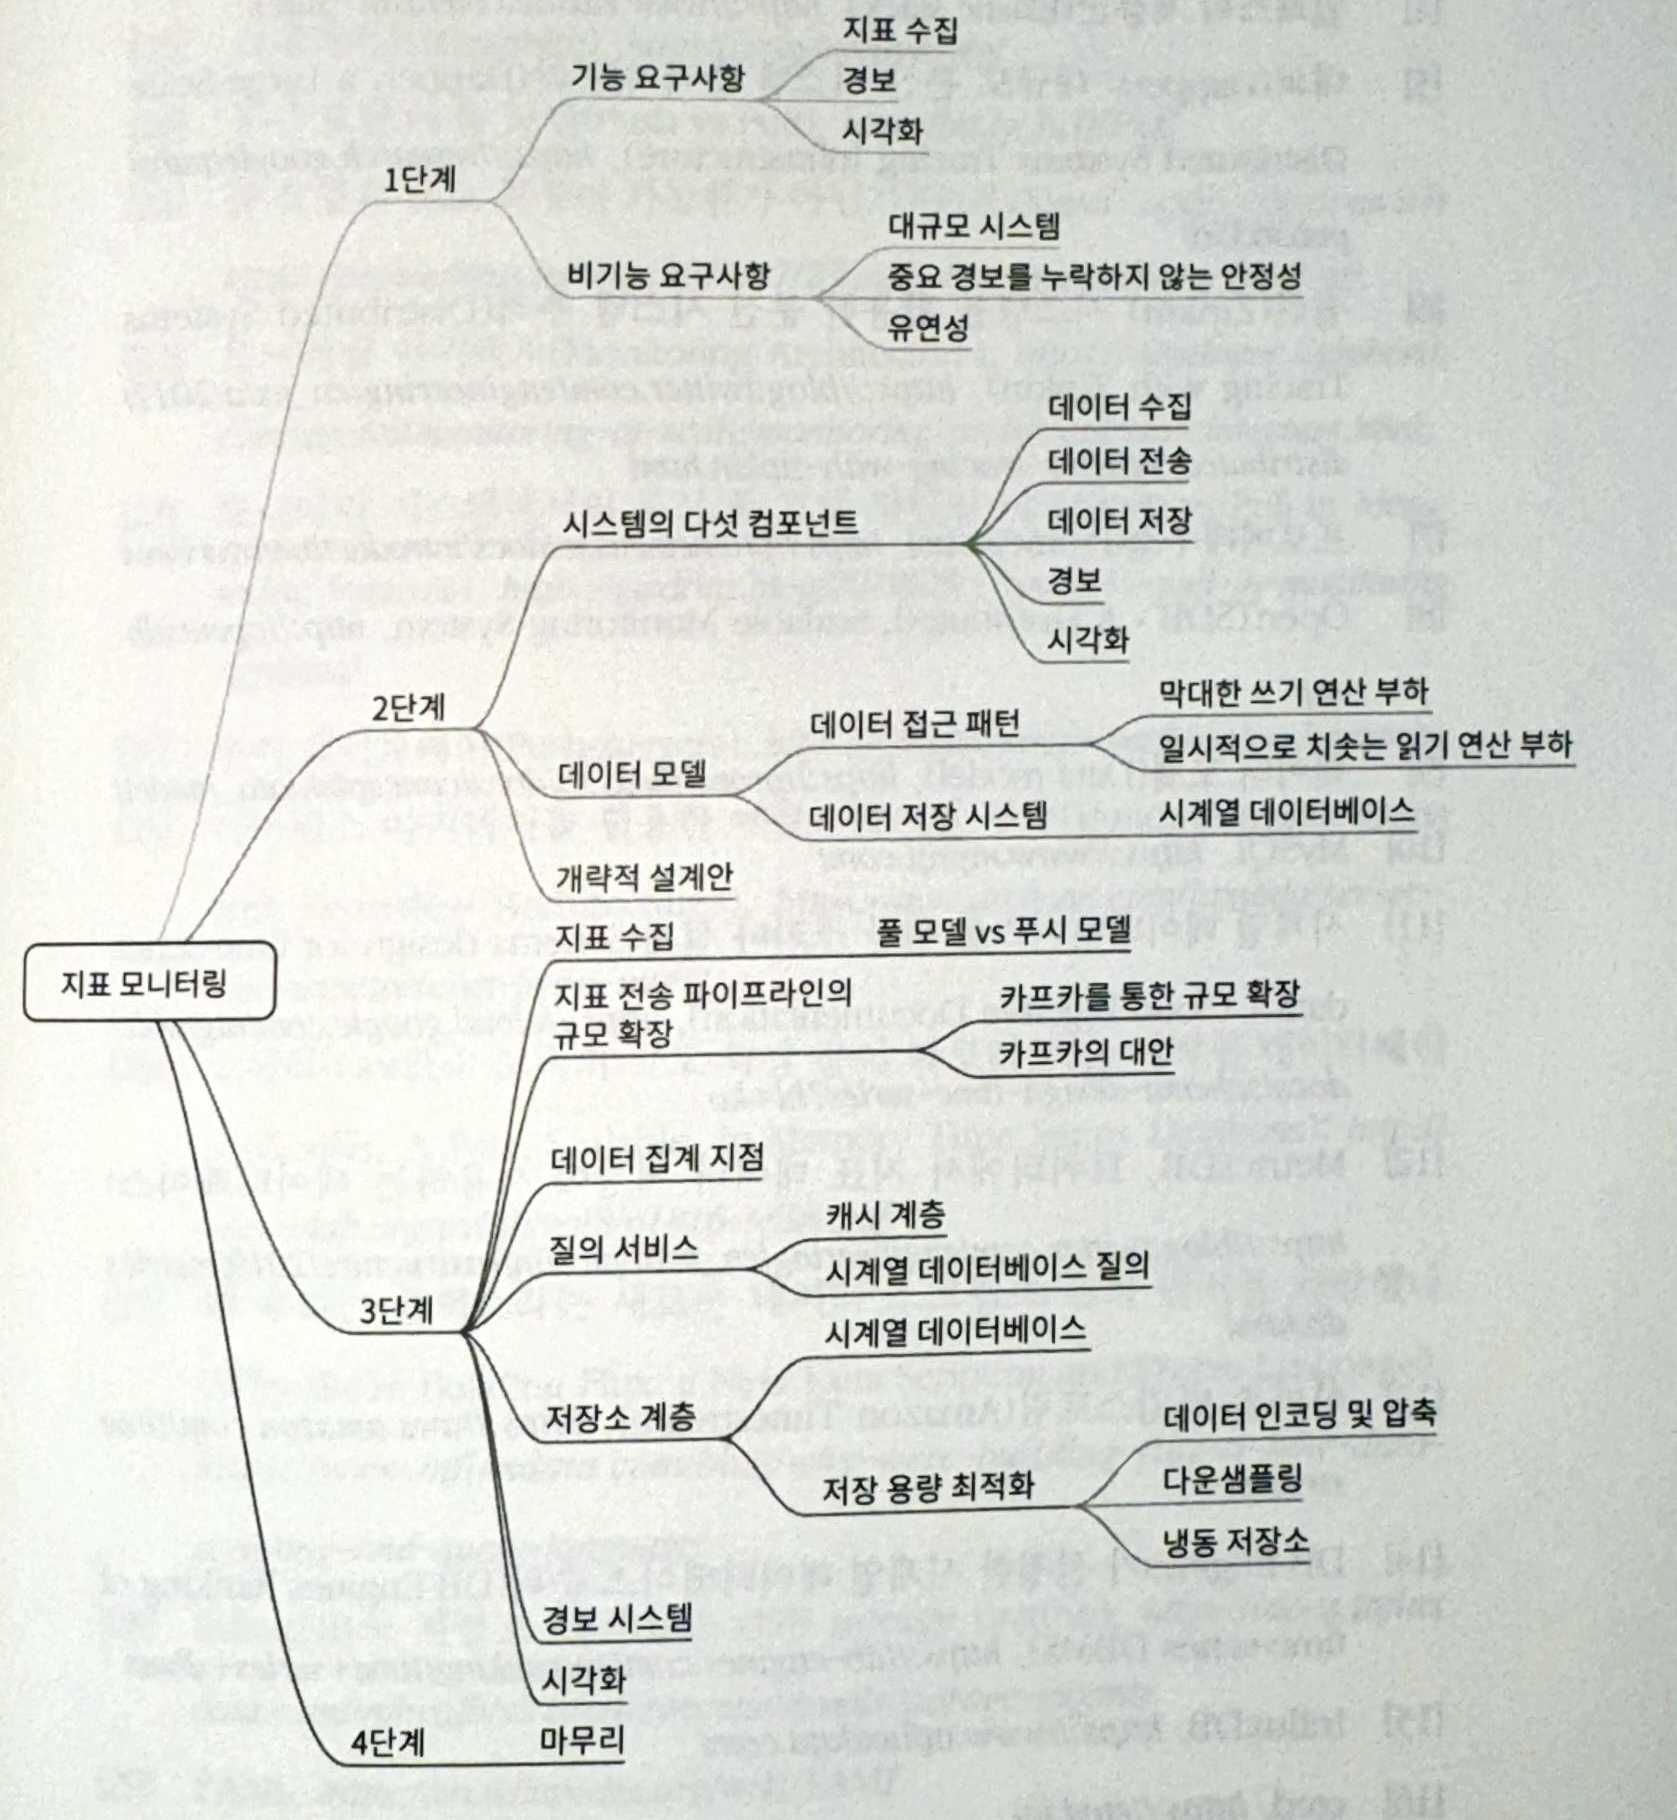 지표 수집
기능 요구사항
경보
시각화
1단계
대규모 시스템
비기능 요구사항
중요 경보를 누락하지 않는 안정성
유연성
데이터 수집
데이터 전송
시스템의 다섯 컴포넌트
데이터 저장
경보
시각화
2단계
막대한 쓰기 연산 부하
데이터 접근 패턴
일시적으로 치솟는 읽기 연산 부하
데이터 모델
데이터 저장 시스템
시계열 데이터베이스
개략적 설계안
지표 모니터링
지표 수집
풀 모델 vs 푸시 모델
지표 전송 파이프라인의
규모 확장
카프카를 통한 규모 확장
카프카의 대안
데이터 집계 지점
캐시 계층
질의 서비스
시계열 데이터베이스 질의
3단계
시계열 데이터베이스
저장소 계층
데이터 인코딩 및 압축
저장 용량 최적화
다운샘플링
냉동 저장소
경보 시스템
시각화
4단계
마무리